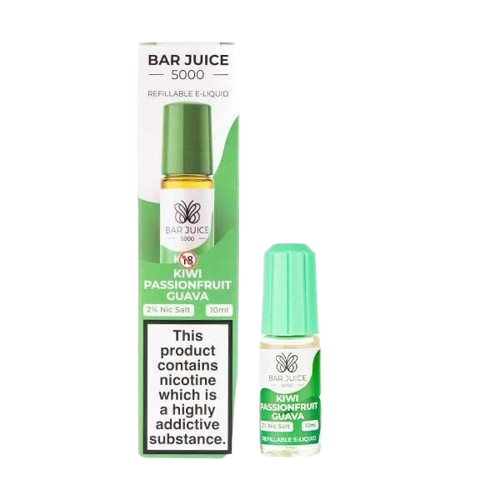 BAR JUICE
5000
REFILLABLE E-LIQUID
BAR JUICE
5000
18
KIWI
PASSIONFRUIT
GUAVA
2% Nic Salt 10ml
This
product
contains
nicotine
which is
a highly
addictive
substance.
BAR JUICE
5000
KIWI
PASSIONFRUIT
GUAVA
2% Nic Salt 10ml
REFILLABLE E-LIQUID